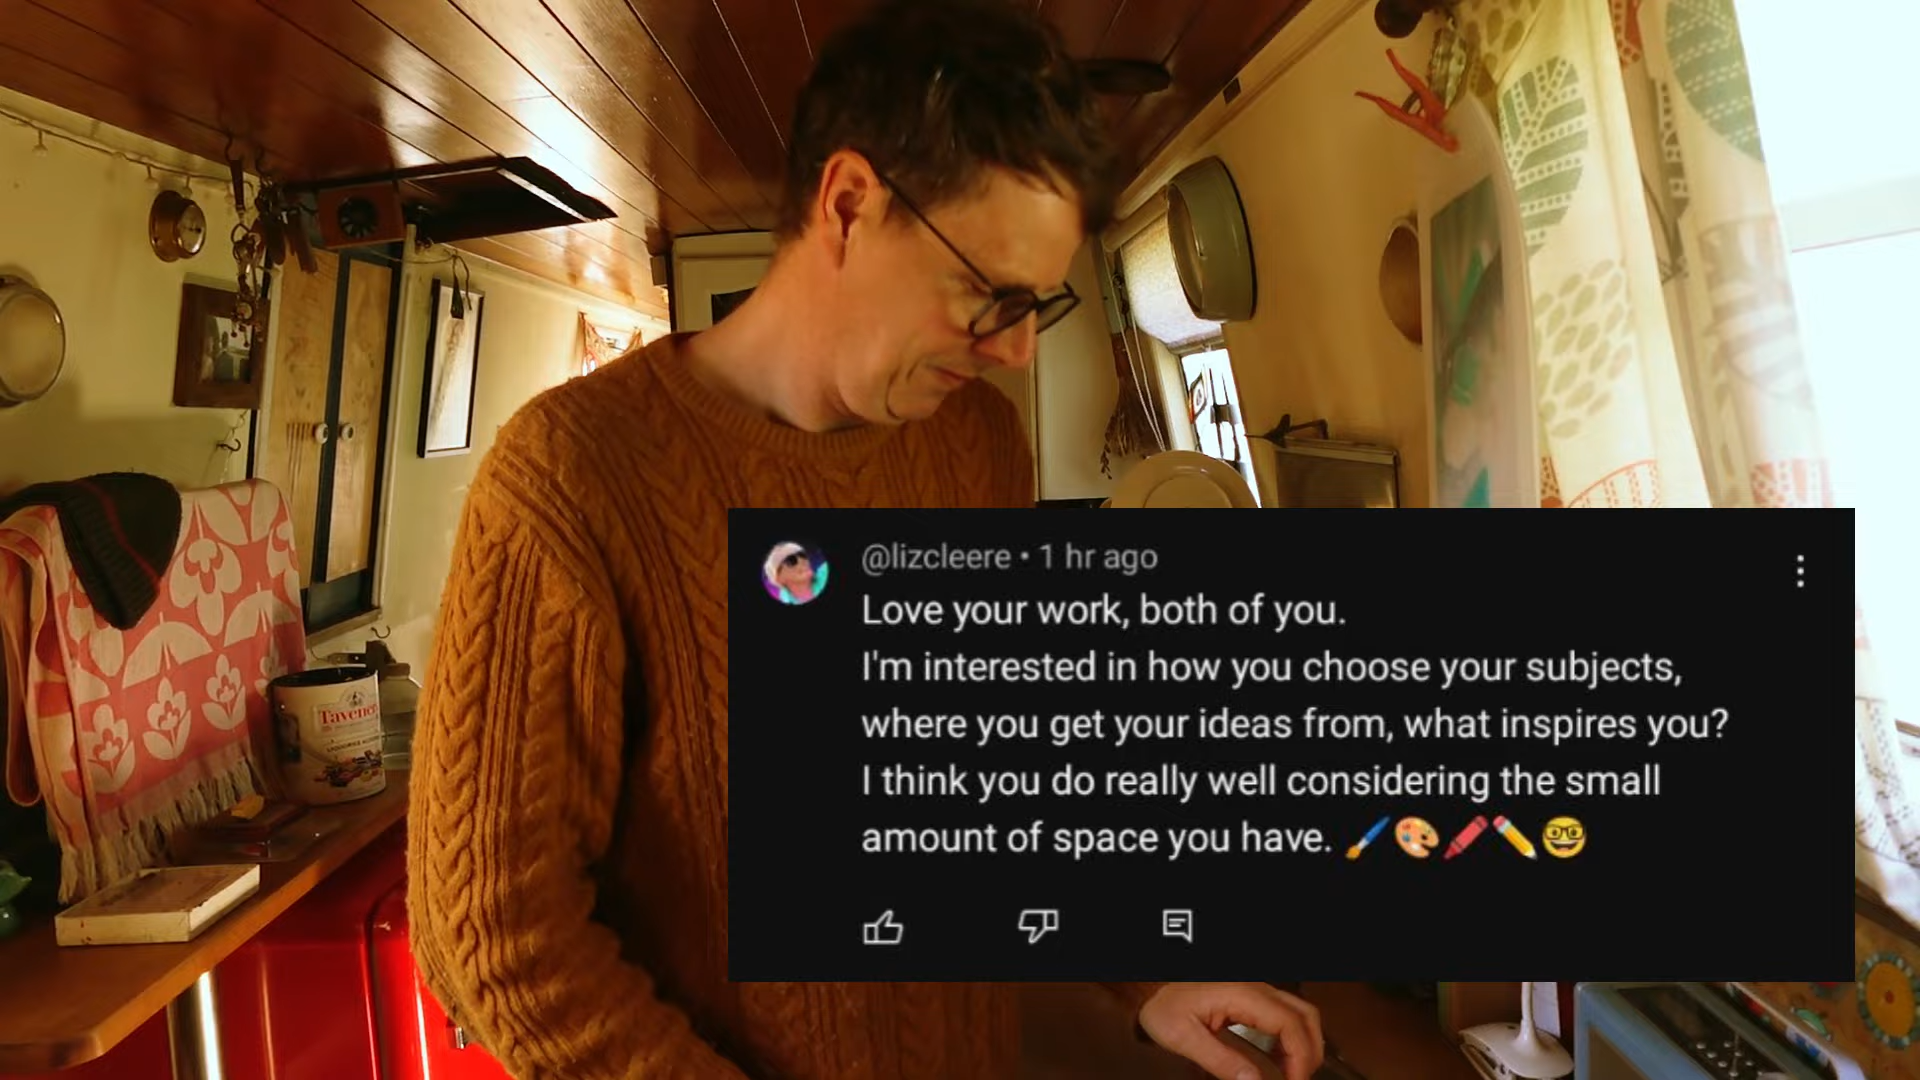 @lizcleere • 1 hr ago
Love your work, both of you.
I'm interested in how you choose your subjects,
where you get your ideas from, what inspires you?
I think you do really well considering the small
amount of space you have. 🖌️🎨🖍️✏️🤓
Tavener